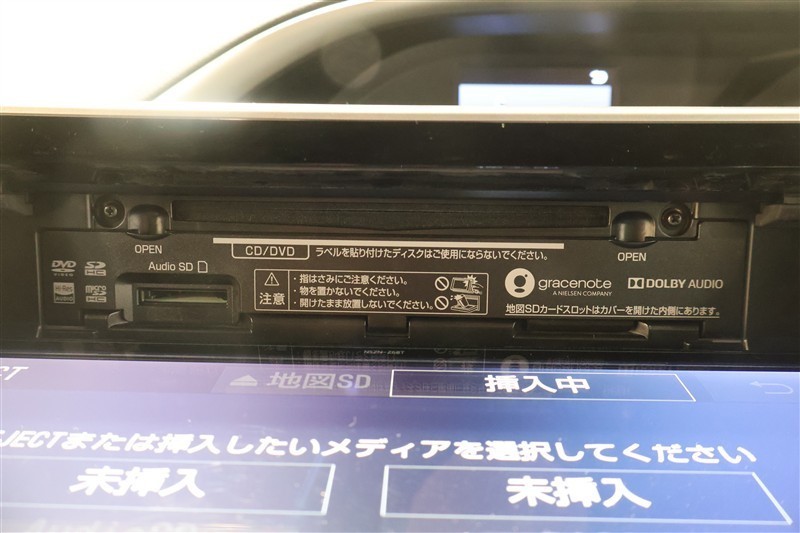 OPEN
CD/DVD
ラベルを貼り付けたディスクはご使用にならないでください。
OPEN
DVD
VIDEO
SD
HC
Hi-Res
AUDIO
micro SD
HC
Audio SD
注意
・指はさみにご注意ください。
・物を置かないでください。
・開けたまま放置しないでください。
gracenote
A NIELSEN COMPANY
DOLBY AUDIO
地図SDカードスロットはカバーを開けた内側にあります。
地図SD
挿入中
JECTまたは挿入したいメディアを選択してください
未挿入
未挿入